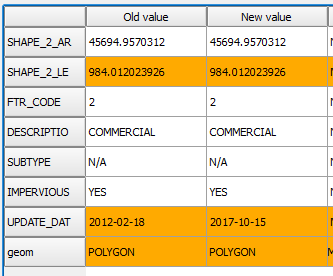 Old value New value
SHAPE_2_AR 45694.9570312 45694.9570312
SHAPE_2_LE 984.012023926 984.012023926
FTR_CODE 2 2
DESCRIPTIO COMMERCIAL COMMERCIAL
SUBTYPE N/A N/A
IMPERVIOUS YES YES
UPDATE_DAT 2012-02-18 2017-10-15
geom POLYGON POLYGON